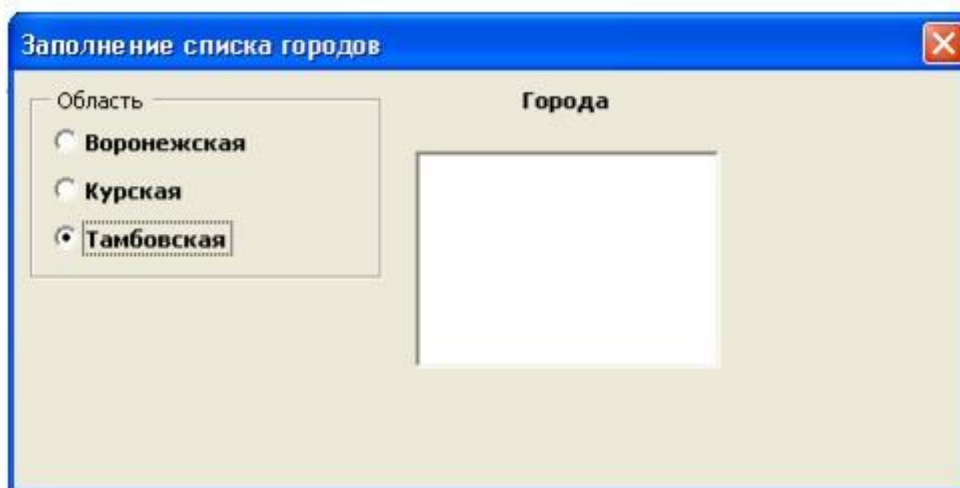 Заполнение списка городов
Область
Воронежская
Курская
Тамбовская
Города